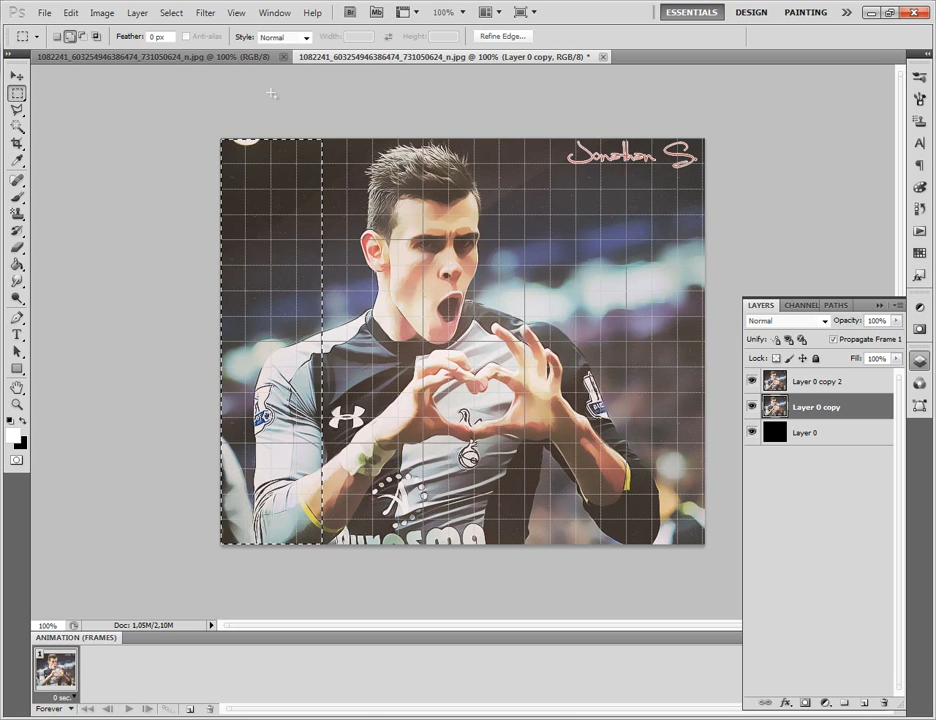 Ps File Edit Image Layer Select Filter View Window Help Br Mb 100% ESSENTIALS DESIGN PAINTING
Feather: 0 px Anti-alias Style: Normal Width: Height: Refine Edge...
1082241_603254946386474_731050624_n.jpg @ 100% (RGB/8) 1082241_603254946386474_731050624_n.jpg @ 100% (Layer 0 copy, RGB/8) *
Jonathan S.
LAYERS CHANNEL PATHS
Normal Opacity: 100%
Unify: Propagate Frame 1
Lock: Fill: 100%
Layer 0 copy 2
Layer 0 copy
Layer 0
100% Doc: 1,05M/2,10M
ANIMATION (FRAMES)
1
0 sec.
Forever